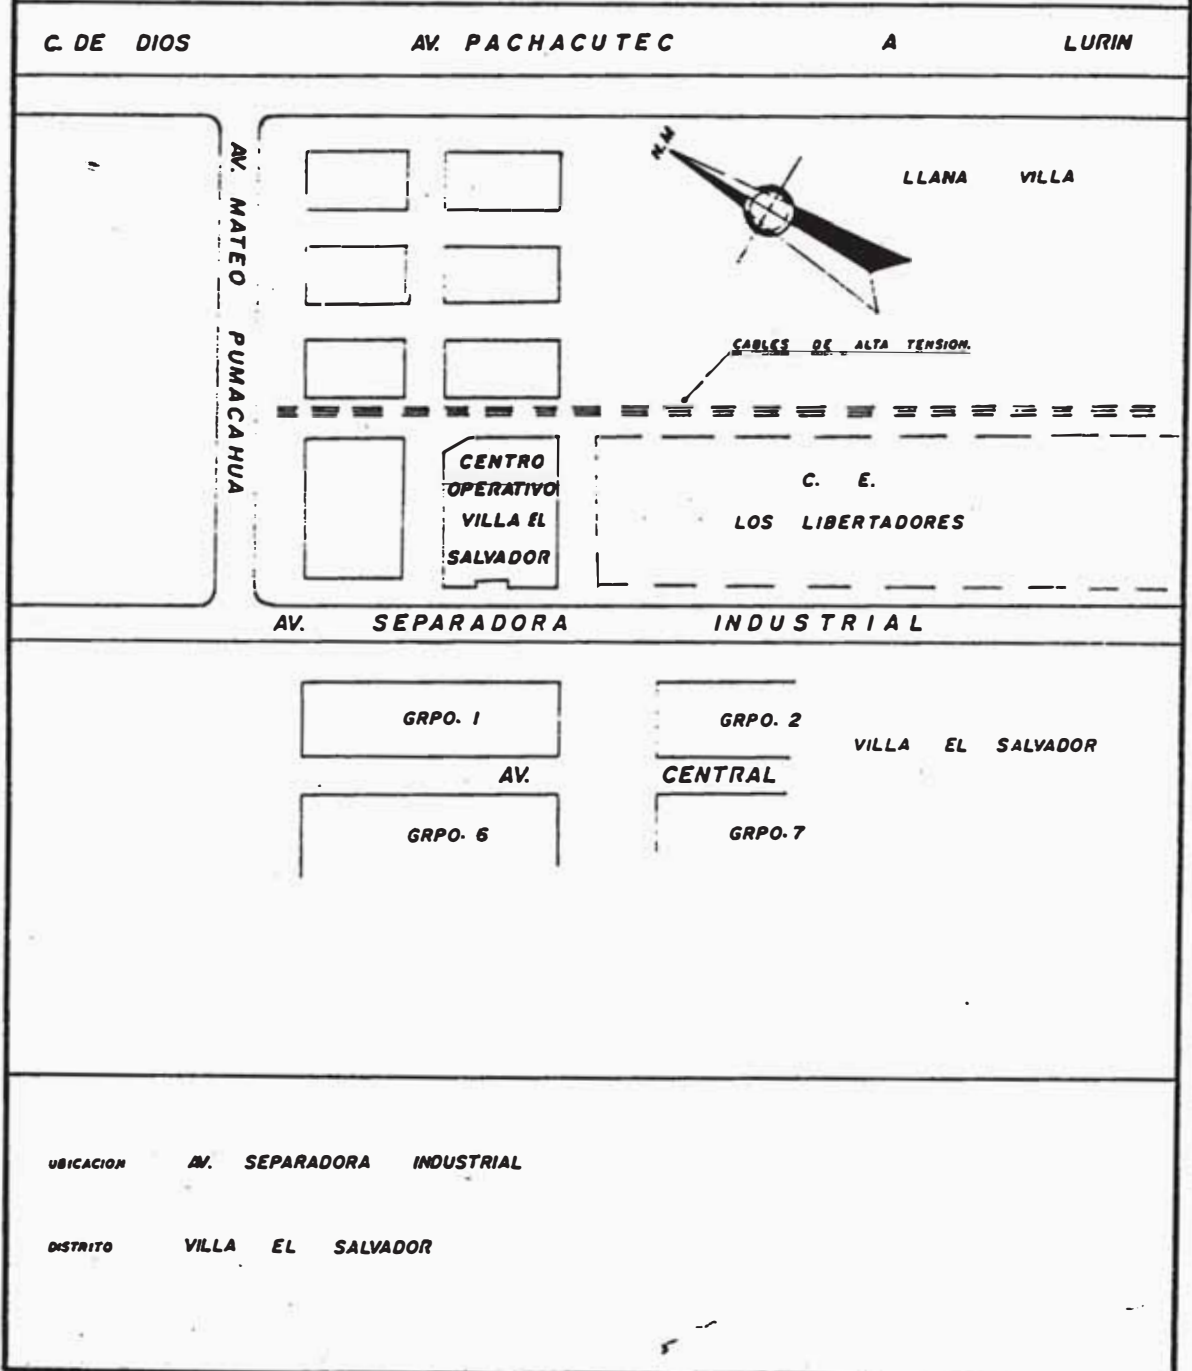 C. DE DIOS AV. PACHACUTEC A LURIN
AV. MATEO PUMACAHUA
N.M
LLANA VILLA
CABLES DE ALTA TENSION.
CENTRO
OPERATIVO
VILLA EL
SALVADOR
C. E.
LOS LIBERTADORES
AV. SEPARADORA INDUSTRIAL
GRPO. 1
GRPO. 2
VILLA EL SALVADOR
AV. CENTRAL
GRPO. 6
GRPO. 7
UBICACION AV. SEPARADORA INDUSTRIAL
DISTRITO VILLA EL SALVADOR